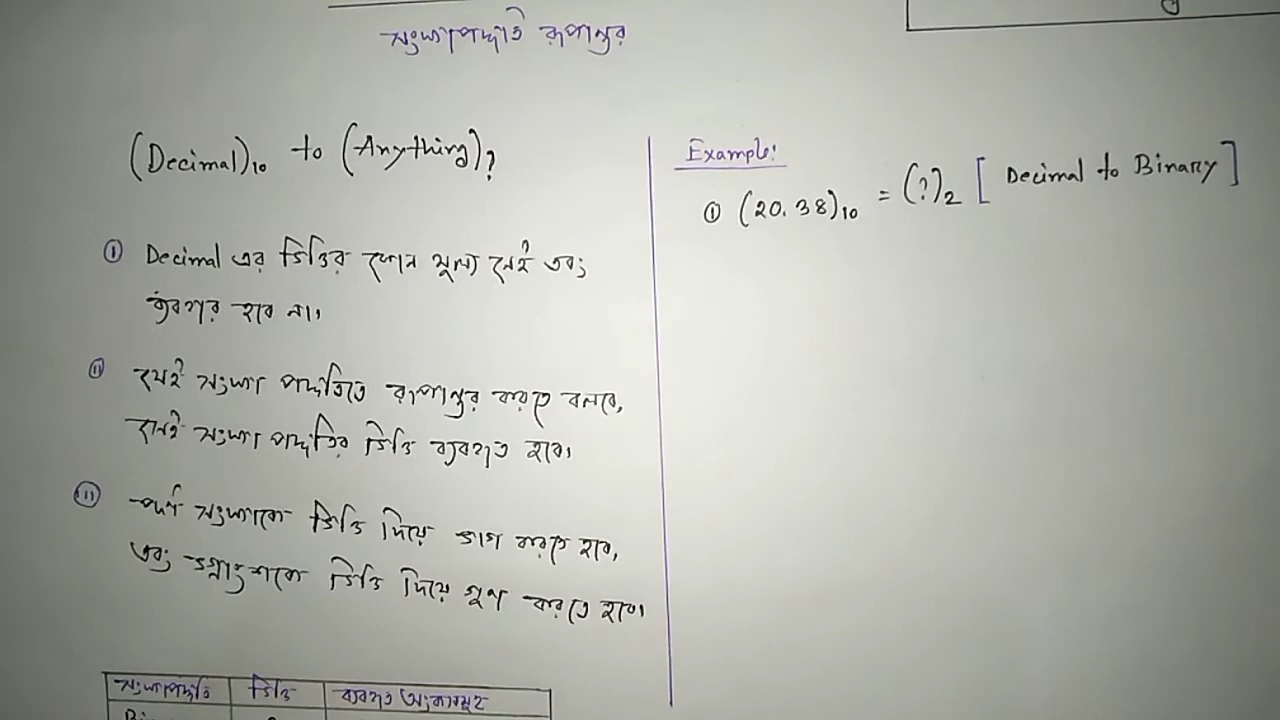 সংখ্যাপদ্ধতি রূপান্তর
(Decimal)₁₀ to (Anything)?
① Decimal এর ভিত্তির কোন মূল্য নেই এবং
ব্যবহার হবে না।
② যেই সংখ্যা পদ্ধতিতে রূপান্তর করতে বলবে,
সেই সংখ্যা পদ্ধতির ভিত্তি ব্যবহৃত হবে।
③ পূর্ণ সংখ্যাকে ভিত্তি দিয়ে ভাগ করতে হবে,
এবং ভগ্নাংশকে ভিত্তি দিয়ে গুণ করতে হবে।
সংখ্যাপদ্ধতি ভিত্তি ব্যবহৃত অংকসমূহ
Example:
① (20.38)₁₀ = (?)₂ [Decimal to Binary]